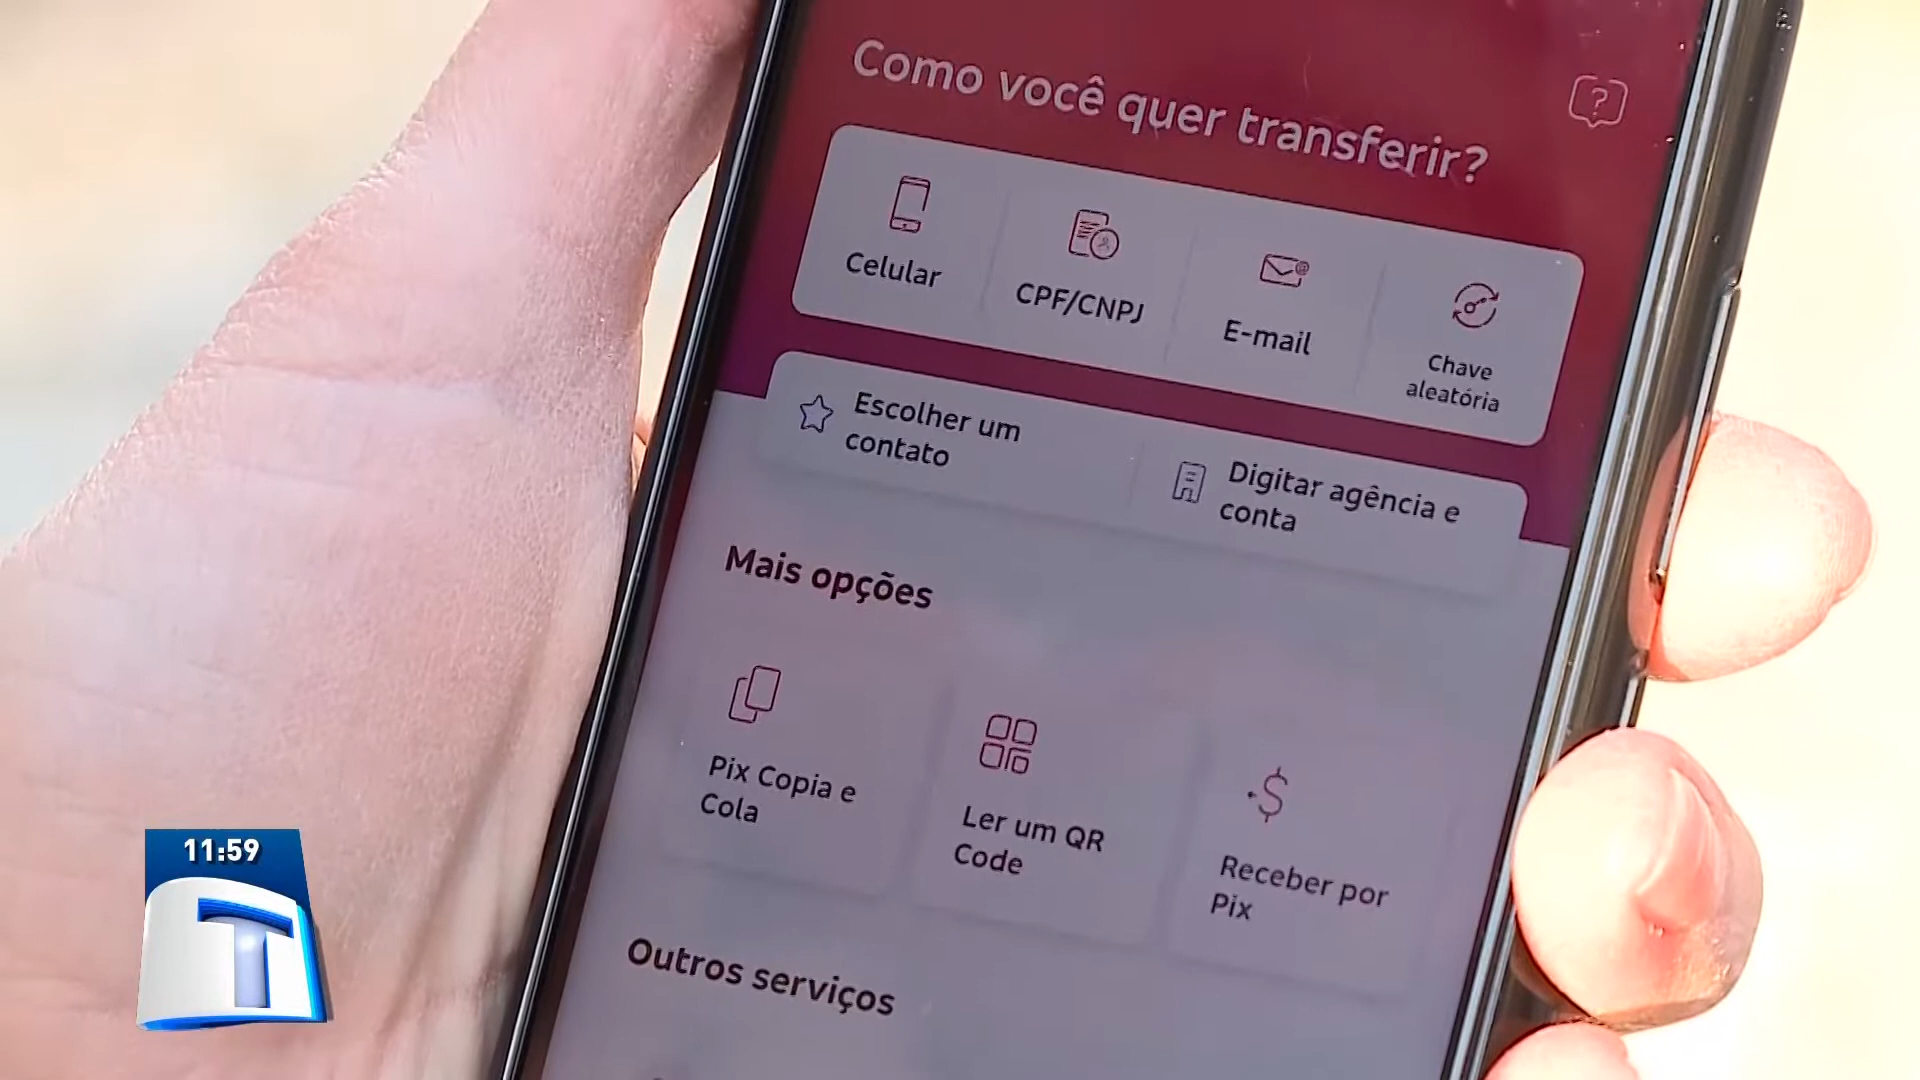 Como você quer transferir?
Celular
CPF/CNPJ
E-mail
Chave
aleatória
Escolher um
contato
Digitar agência e
conta
Mais opções
Pix Copia e
Cola
Ler um QR
Code
Receber por
Pix
Outros serviços
11:59
T